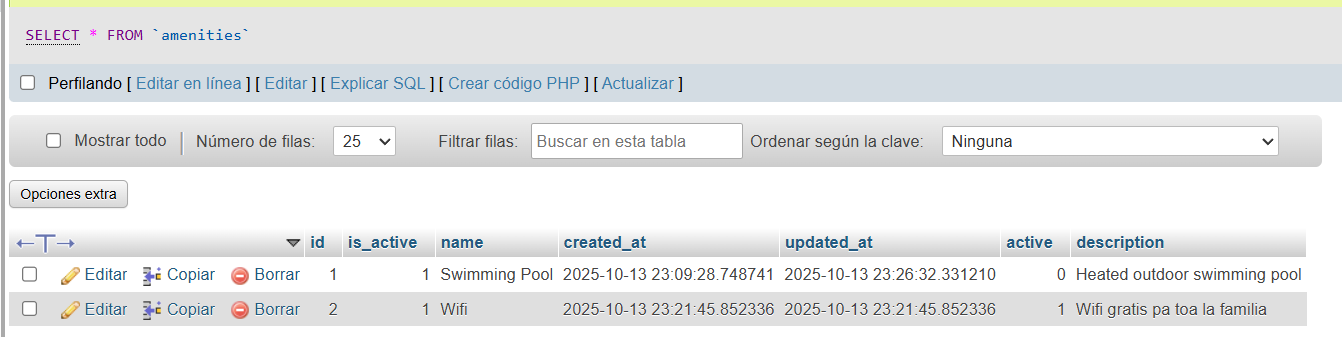 SELECT * FROM `amenities`
Perfilando [ Editar en línea ] [ Editar ] [ Explicar SQL ] [ Crear código PHP ] [ Actualizar ]
Mostrar todo Número de filas: 25 Filtrar filas: Buscar en esta tabla Ordenar según la clave: Ninguna
Opciones extra
←T→ id is_active name created_at updated_at active description
Editar Copiar Borrar 1 1 Swimming Pool 2025-10-13 23:09:28.748741 2025-10-13 23:26:32.331210 0 Heated outdoor swimming pool
Editar Copiar Borrar 2 1 Wifi 2025-10-13 23:21:45.852336 2025-10-13 23:21:45.852336 1 Wifi gratis pa toa la familia